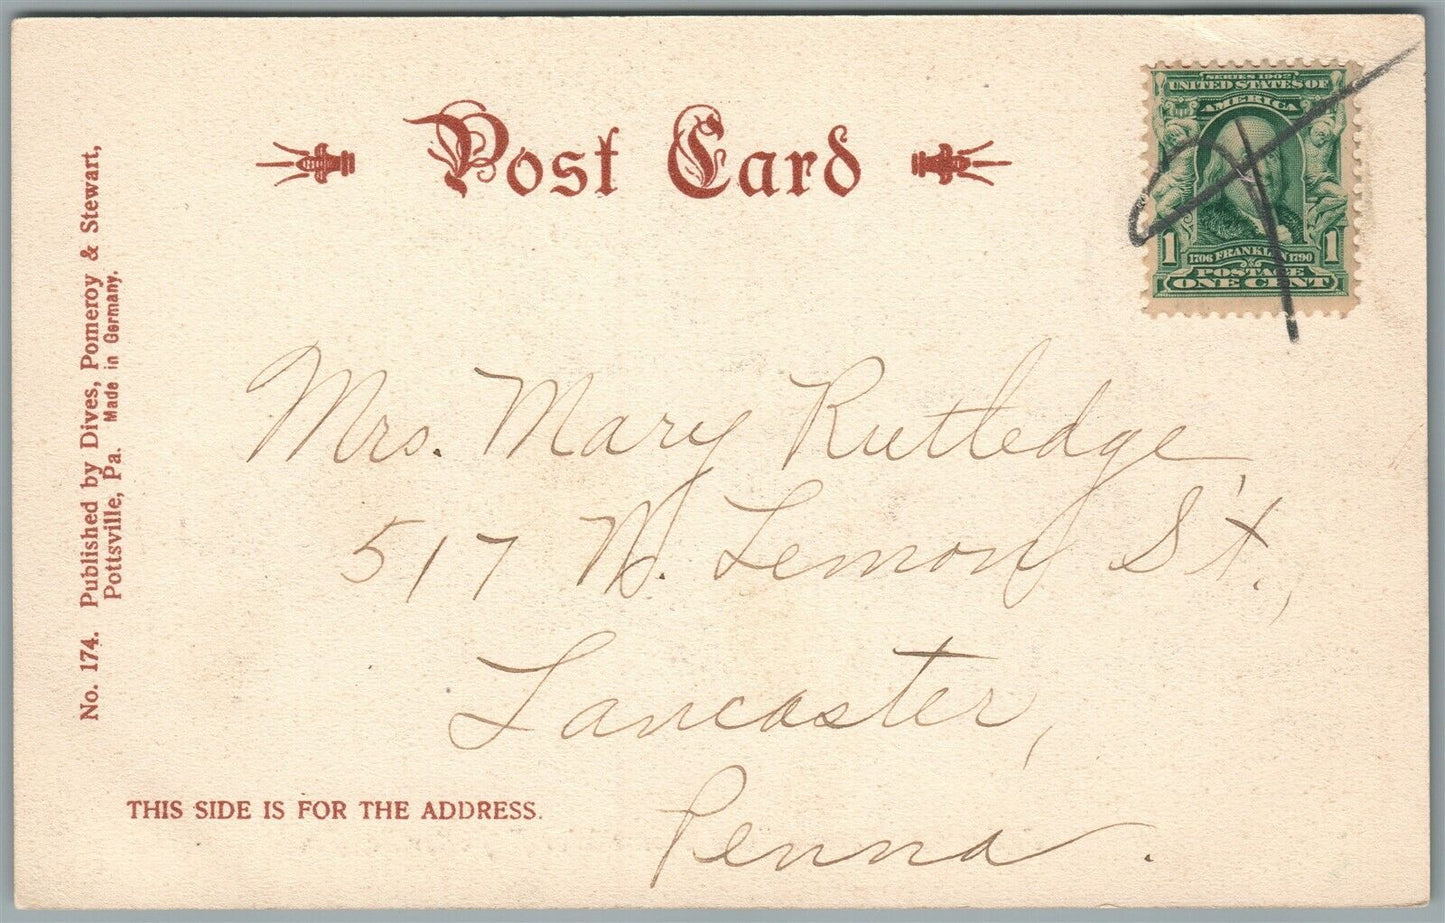 Post Card
SERIES 1902
UNITED STATES OF
AMERICA
1 1706 FRANKLIN 1790 1
POSTAGE
ONE CENT
No. 174. Published by Dives, Pomeroy & Stewart,
Pottsville, Pa. Made in Germany.
Mrs. Mary Rutledge
517 W. Lemon St.,
Lancaster,
Penna.
THIS SIDE IS FOR THE ADDRESS.